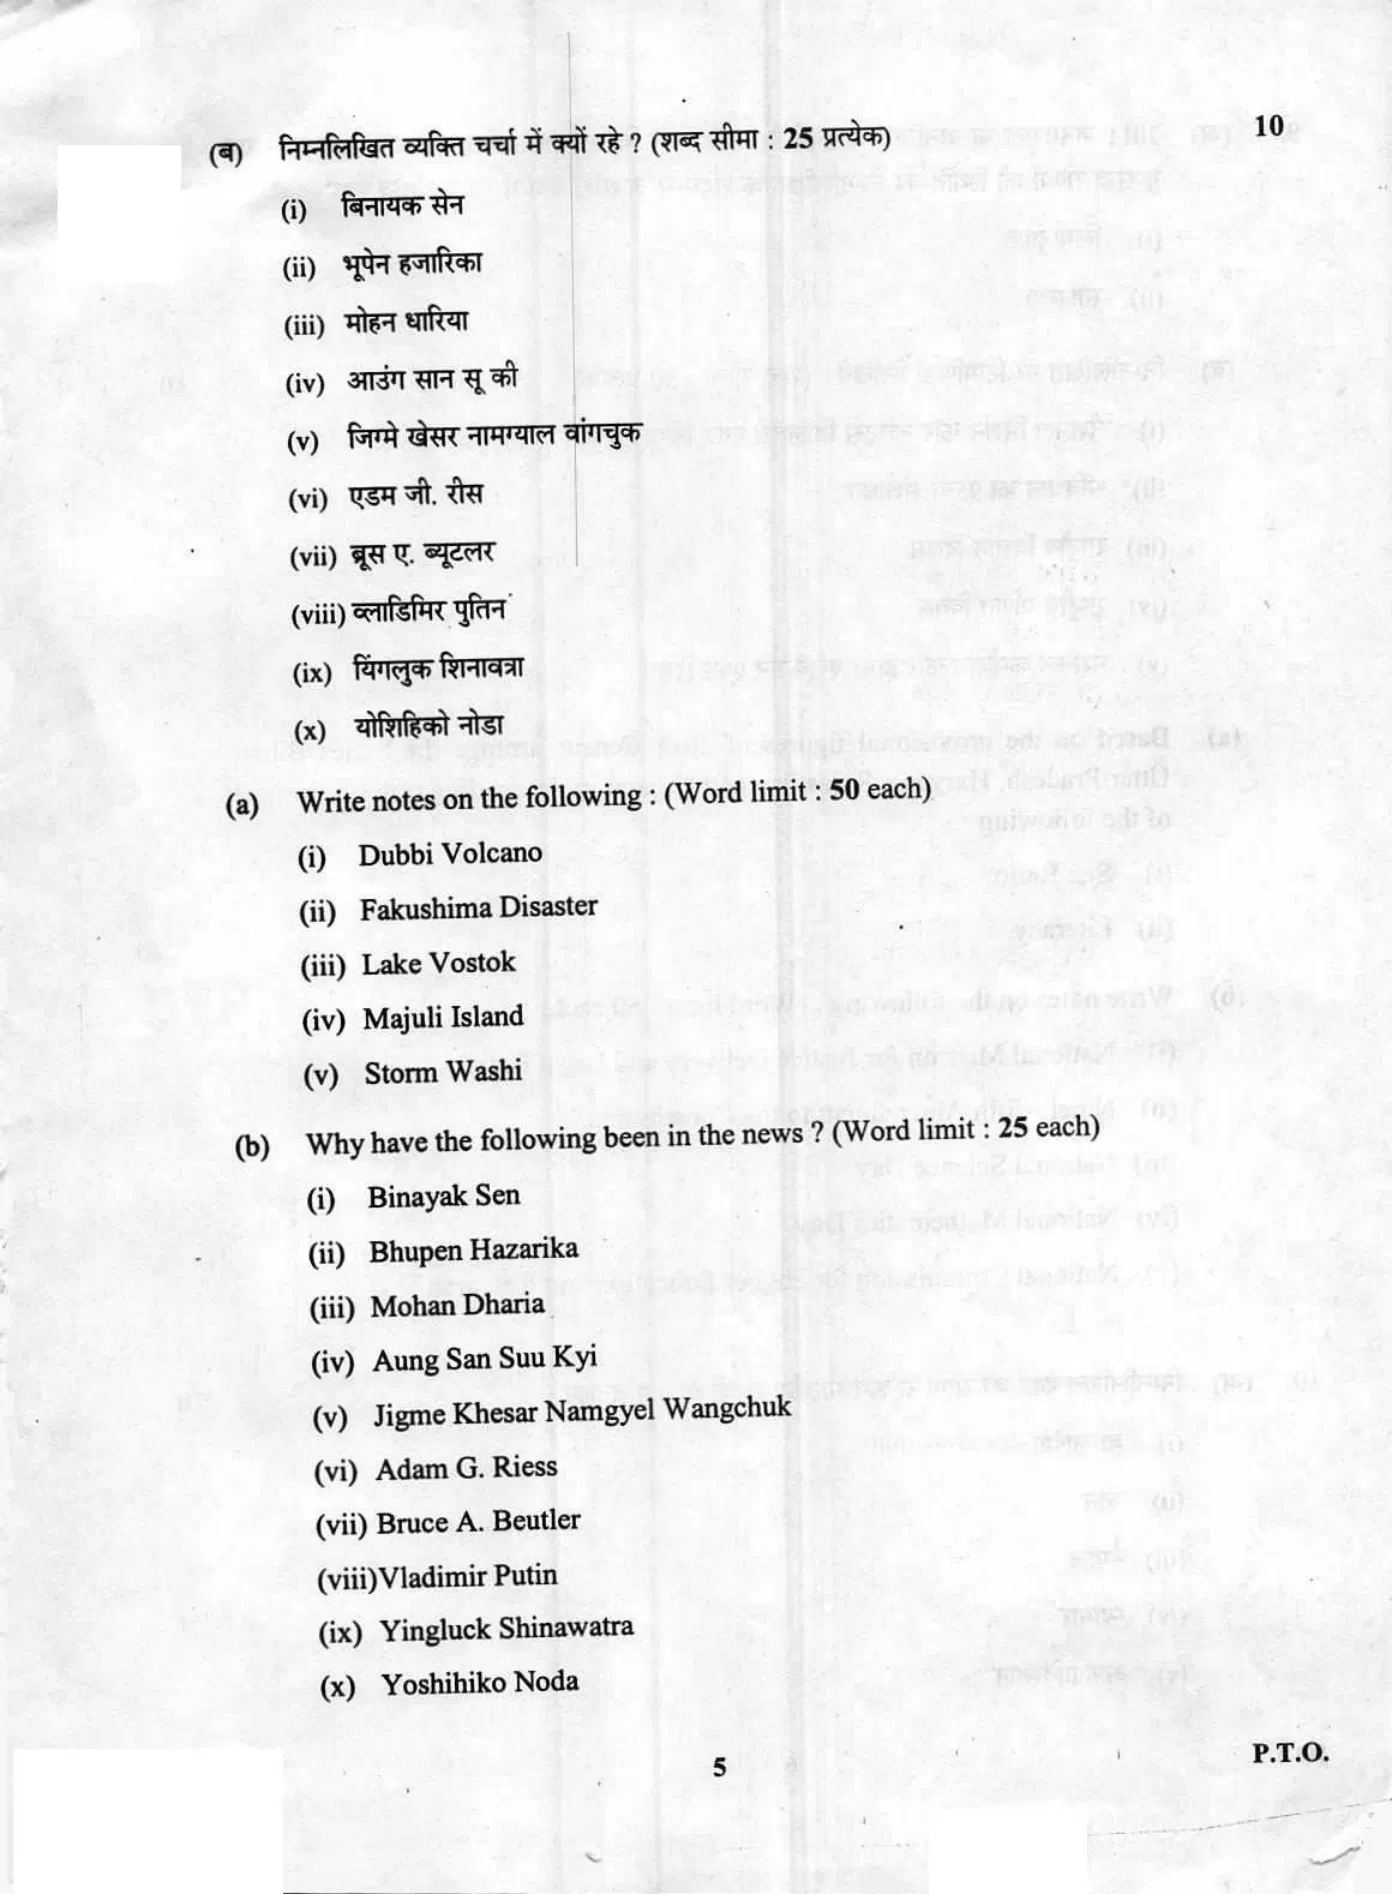 (ब) निम्नलिखित व्यक्ति चर्चा में क्यों रहे ? (शब्द सीमा : 25 प्रत्येक) 10
(i) बिनायक सेन
(ii) भूपेन हजारिका
(iii) मोहन धारिया
(iv) आउंग सान सू की
(v) जिग्मे खेसर नामग्याल वांगचुक
(vi) एडम जी. रीस
(vii) ब्रूस ए. ब्यूटलर
(viii) व्लाडिमिर पुतिन
(ix) यिंगलुक शिनावत्रा
(x) योशिहिको नोडा
(a) Write notes on the following : (Word limit : 50 each)
(i) Dubbi Volcano
(ii) Fakushima Disaster
(iii) Lake Vostok
(iv) Majuli Island
(v) Storm Washi
(b) Why have the following been in the news ? (Word limit : 25 each)
(i) Binayak Sen
(ii) Bhupen Hazarika
(iii) Mohan Dharia
(iv) Aung San Suu Kyi
(v) Jigme Khesar Namgyel Wangchuk
(vi) Adam G. Riess
(vii) Bruce A. Beutler
(viii) Vladimir Putin
(ix) Yingluck Shinawatra
(x) Yoshihiko Noda
5 P.T.O.